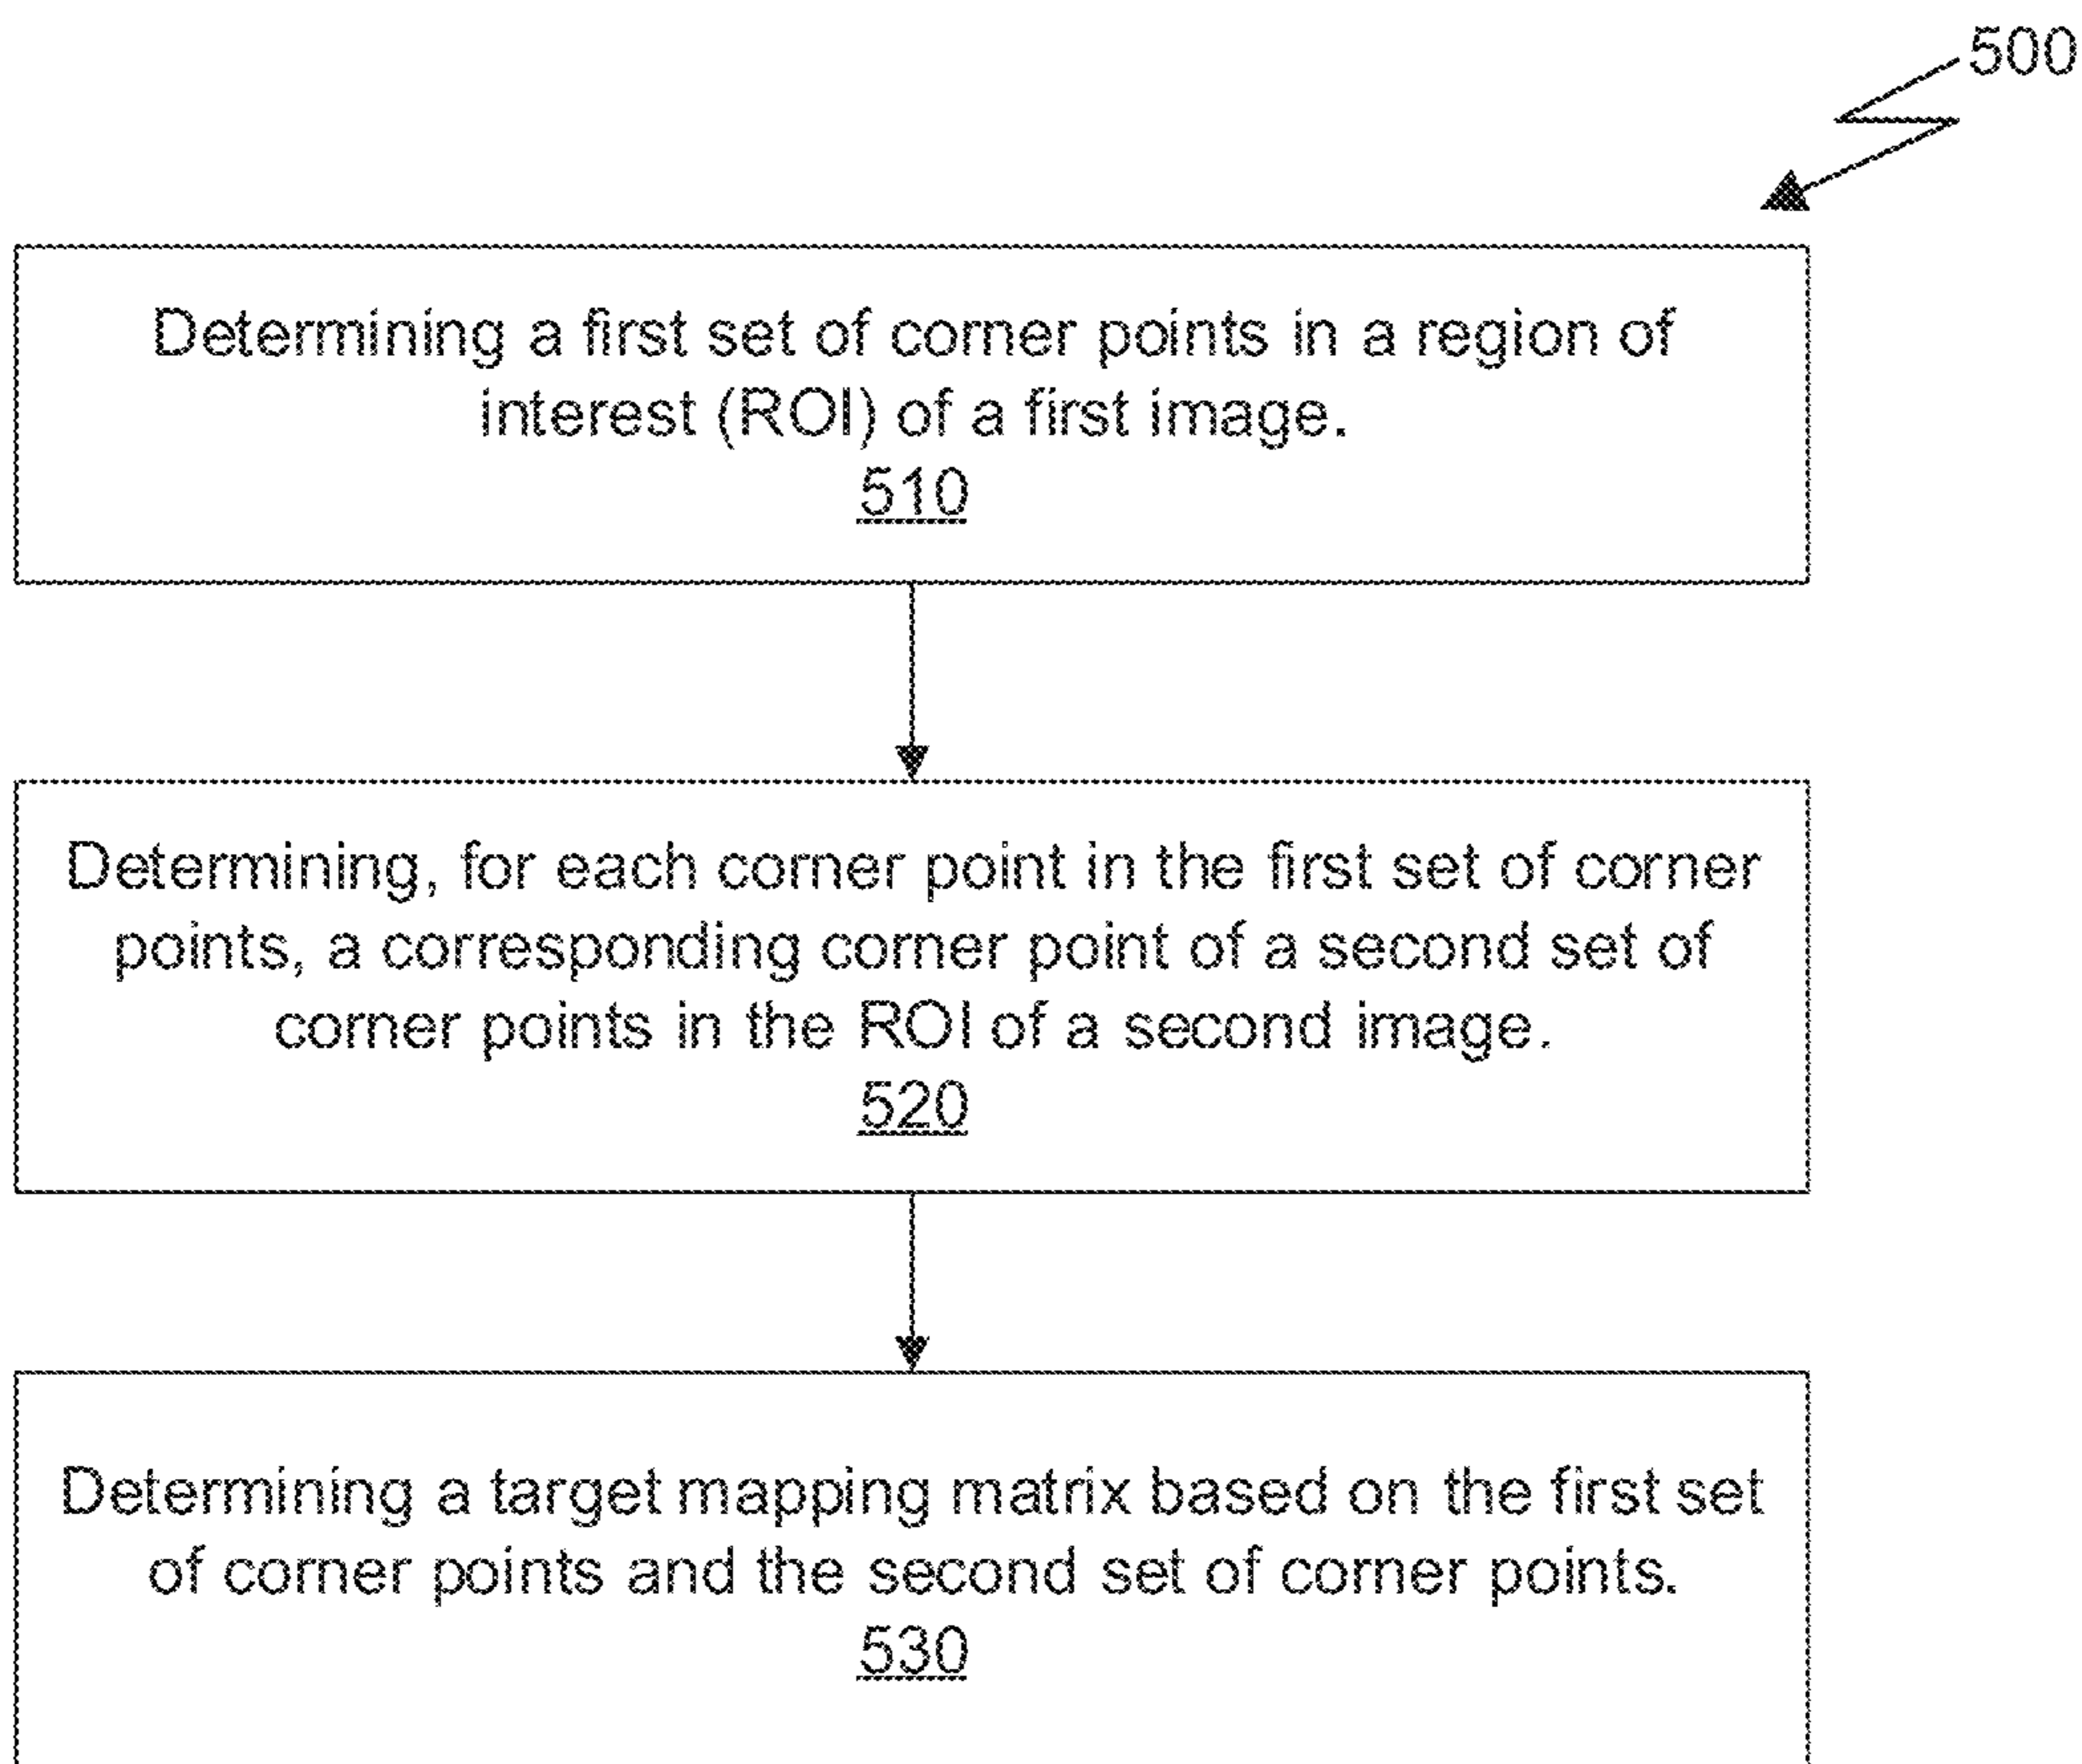 500
Determining a first set of corner points in a region of
interest (ROI) of a first image.
510
Determining, for each corner point in the first set of corner
points, a corresponding corner point of a second set of
corner points in the ROI of a second image.
520
Determining a target mapping matrix based on the first set
of corner points and the second set of corner points.
530